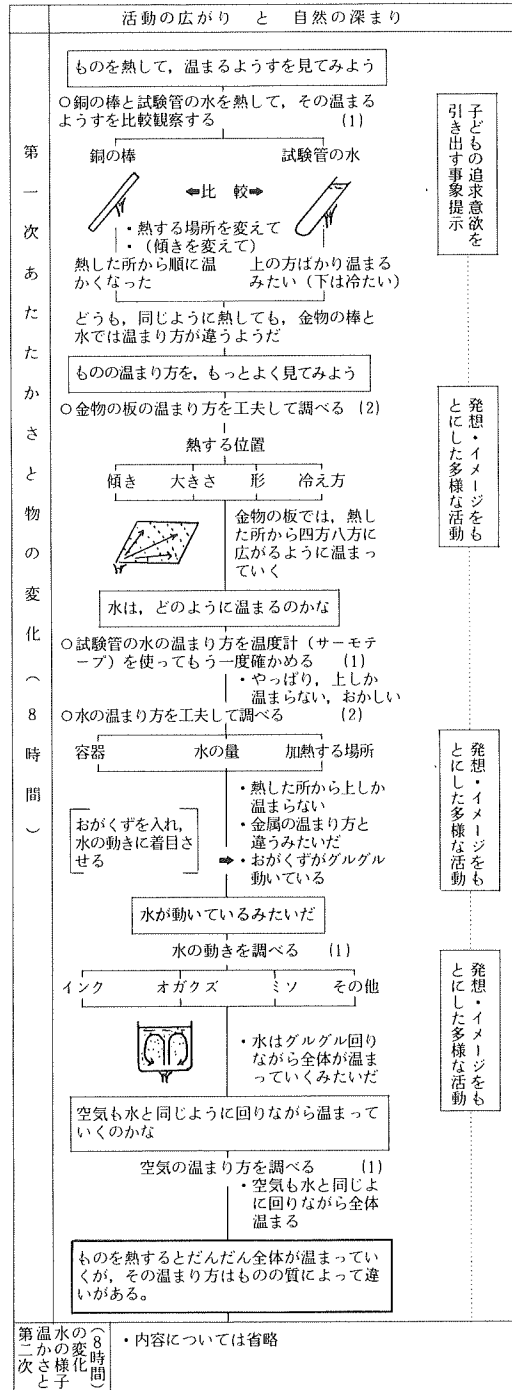 活動の広がり と 自然の深まり
第一次 あたたかさと物の変化（8時間）
ものを熱して，温まるようすを見てみよう
○銅の棒と試験管の水を熱して，その温まる
ようすを比較観察する (1)
銅の棒 試験管の水
⬅比 較➡
・熱する場所を変えて
・(傾きを変えて)
熱した所から順に温
かくなった
上の方ばかり温まる
みたい（下は冷たい）
どうも，同じように熱しても，金物の棒と
水では温まり方が違うようだ
子どもの追求意欲を
引き出す事象提示
ものの温まり方を，もっとよく見てみよう
○金物の板の温まり方を工夫して調べる (2)
熱する位置
傾き 大きさ 形 冷え方
金物の板では，熱し
た所から四方八方に
広がるように温まっ
ていく
発想・イメージをも
とにした多様な活動
水は，どのように温まるのかな
○試験管の水の温まり方を温度計（サーモテ
ープ）を使ってもう一度確かめる (1)
・やっぱり，上しか
温まらない，おかしい
○水の温まり方を工夫して調べる (2)
容器 水の量 加熱する場所
・熱した所から上しか
温まらない
・金属の温まり方と
違うみたいだ
➡・おがくずがグルグル
動いている
おがくずを入れ，
水の動きに着目さ
せる
発想・イメージをも
とにした多様な活動
水が動いているみたいだ
水の動きを調べる (1)
インク オガクズ ミソ その他
・水はグルグル回り
ながら全体が温ま
っていくみたいだ
発想・イメージをも
とにした多様な活動
空気も水と同じように回りながら温まって
いくのかな
空気の温まり方を調べる (1)
・空気も水と同じよ
に回りながら全体
温まる
ものを熱するとだんだん全体が温まってい
くが，その温まり方はものの質によって違
いがある。
第二次
温かさと
水の様子
の変化
（8時間）
・内容については省略